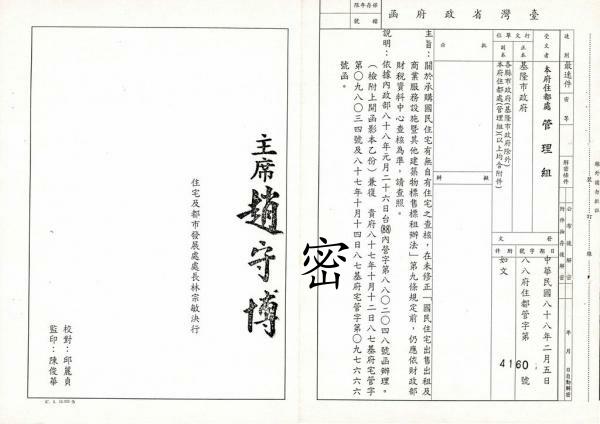 檔號
保存年限
臺灣省政府函
速別 最速件
密等
解密條件
公布後解密
附件抽存後解密
年 月 日自動解密
受文者 本府住都處管理組
行文單位
正本 基隆市政府
副本 各縣市政府(基隆市政府除外)
本府住都處(管理組)(以上均含附件)
發文
日期 中華民國八十八年二月五日
字號 八八府住都管字第 4160 號
附件 如文
批
辦
主旨:關於承購國民住宅有無自有住宅之查核,在未修正「國民住宅出售出租及
商業服務設施暨其他建築物標售標租辦法」第九條規定前,仍應依財政部
財稅資料中心查核為準,請查照。
說明:依據內政部八十八年元月二十六日台(88)內營字第八八〇二〇四八號函辦理。
(檢附上開函影本乙份)兼復 貴府八十七年十月十二日八七基府宅管字
第〇九八〇三四號及八十七年十月十四日八七基府宅管字第〇九七六六六
號函。
密
主席趙守博
住宅及都市發展處處長林宗敏決行
校對:邱麗貞
監印:陳俊華